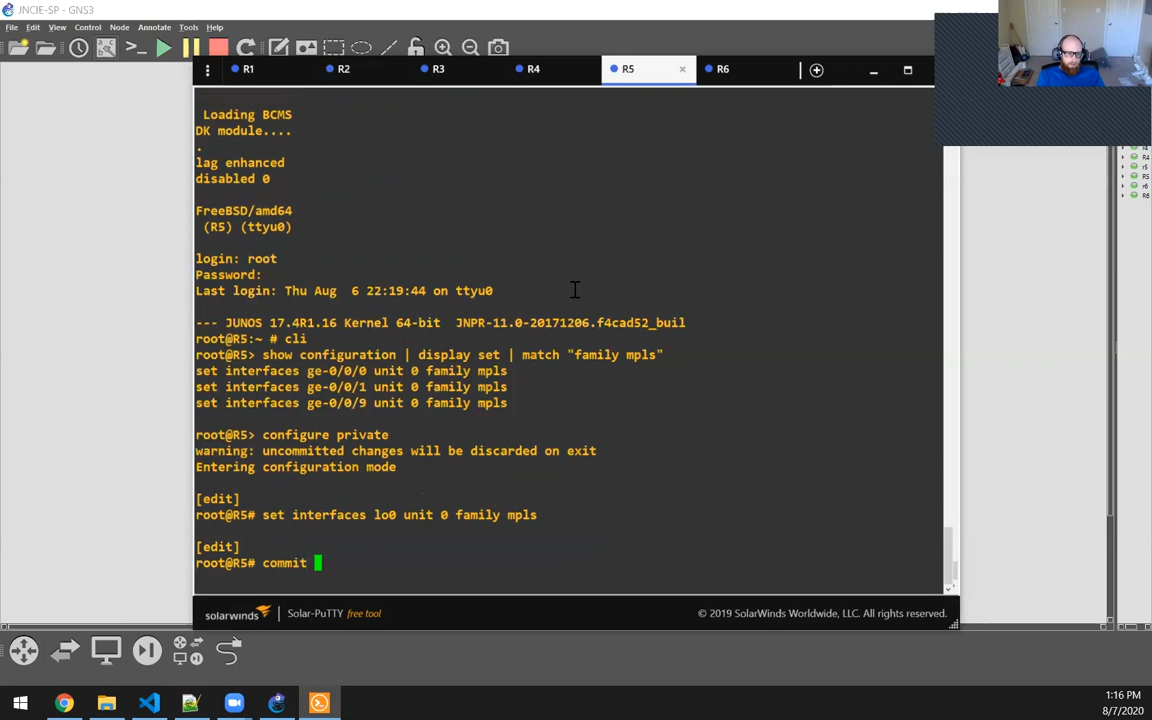 JNCIE-SP - GNS3
File Edit View Control Node Annotate Tools Help
R1 R2 R3 R4 R5 × R6
Loading BCMS
DK module....
.
lag enhanced
disabled 0
FreeBSD/amd64
(R5) (ttyu0)
login: root
Password:
Last login: Thu Aug  6 22:19:44 on ttyu0
--- JUNOS 17.4R1.16 Kernel 64-bit  JNPR-11.0-20171206.f4cad52_buil
root@R5:~ # cli
root@R5> show configuration | display set | match "family mpls"
set interfaces ge-0/0/0 unit 0 family mpls
set interfaces ge-0/0/1 unit 0 family mpls
set interfaces ge-0/0/9 unit 0 family mpls
root@R5> configure private
warning: uncommitted changes will be discarded on exit
Entering configuration mode
[edit]
root@R5# set interfaces lo0 unit 0 family mpls
[edit]
root@R5# commit
r4
R4
r5
R5
r6
R6
solarwinds Solar-PuTTY free tool © 2019 SolarWinds Worldwide, LLC. All rights reserved.
1:16 PM
8/7/2020